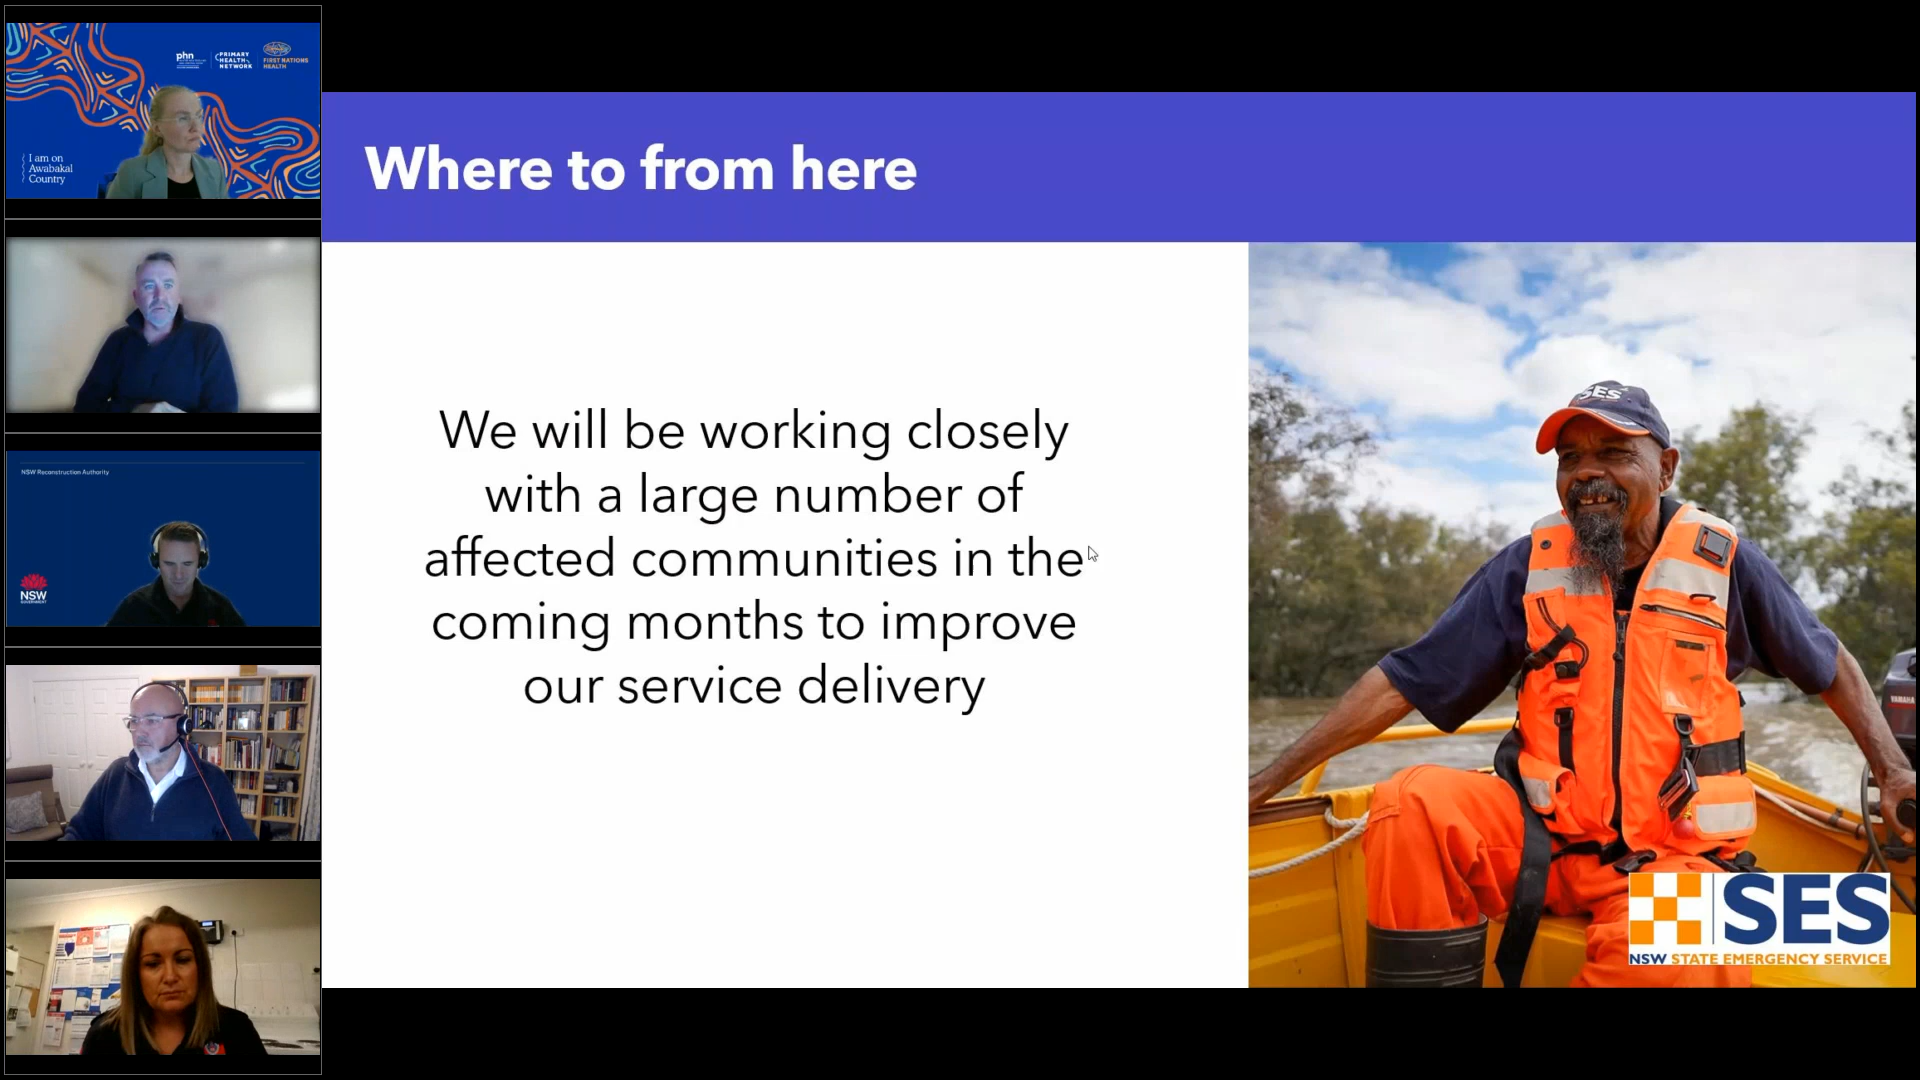 phn
PRIMARY
HEALTH
NETWORK
FIRST NATIONS
HEALTH
I am on
Awabakal
Country
NSW Reconstruction Authority
NSW
GOVERNMENT
Where to from here
We will be working closely
with a large number of
affected communities in the
coming months to improve
our service delivery
SES
YAMAHA
SES
NSW STATE EMERGENCY SERVICE